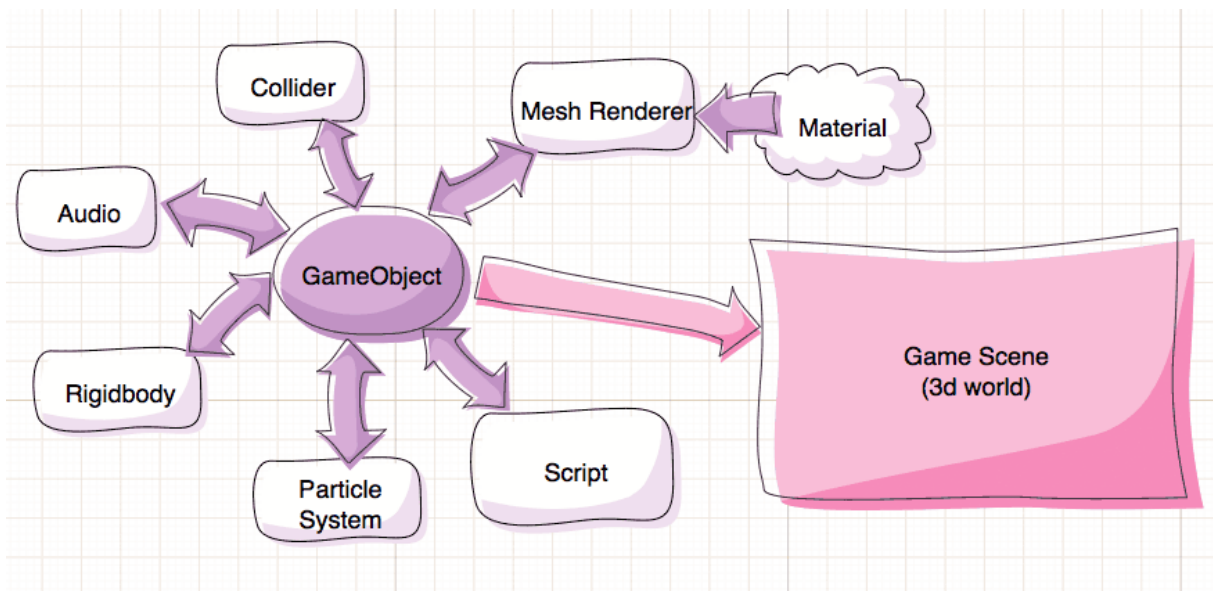 Collider
Mesh Renderer
Material
Audio
GameObject
Game Scene
(3d world)
Rigidbody
Particle
System
Script